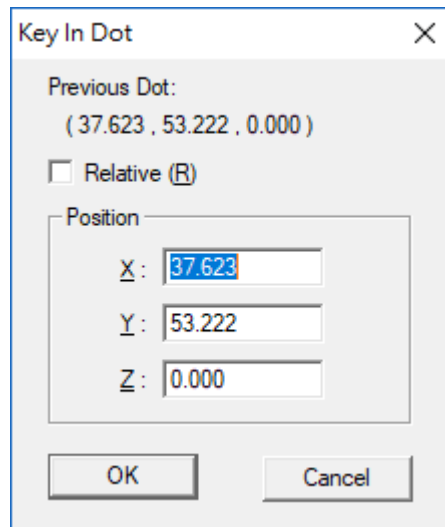 Key In Dot
Previous Dot:
( 37.623 , 53.222 , 0.000 )
Relative (R)
Position
X : 37.623
Y : 53.222
Z : 0.000
OK Cancel